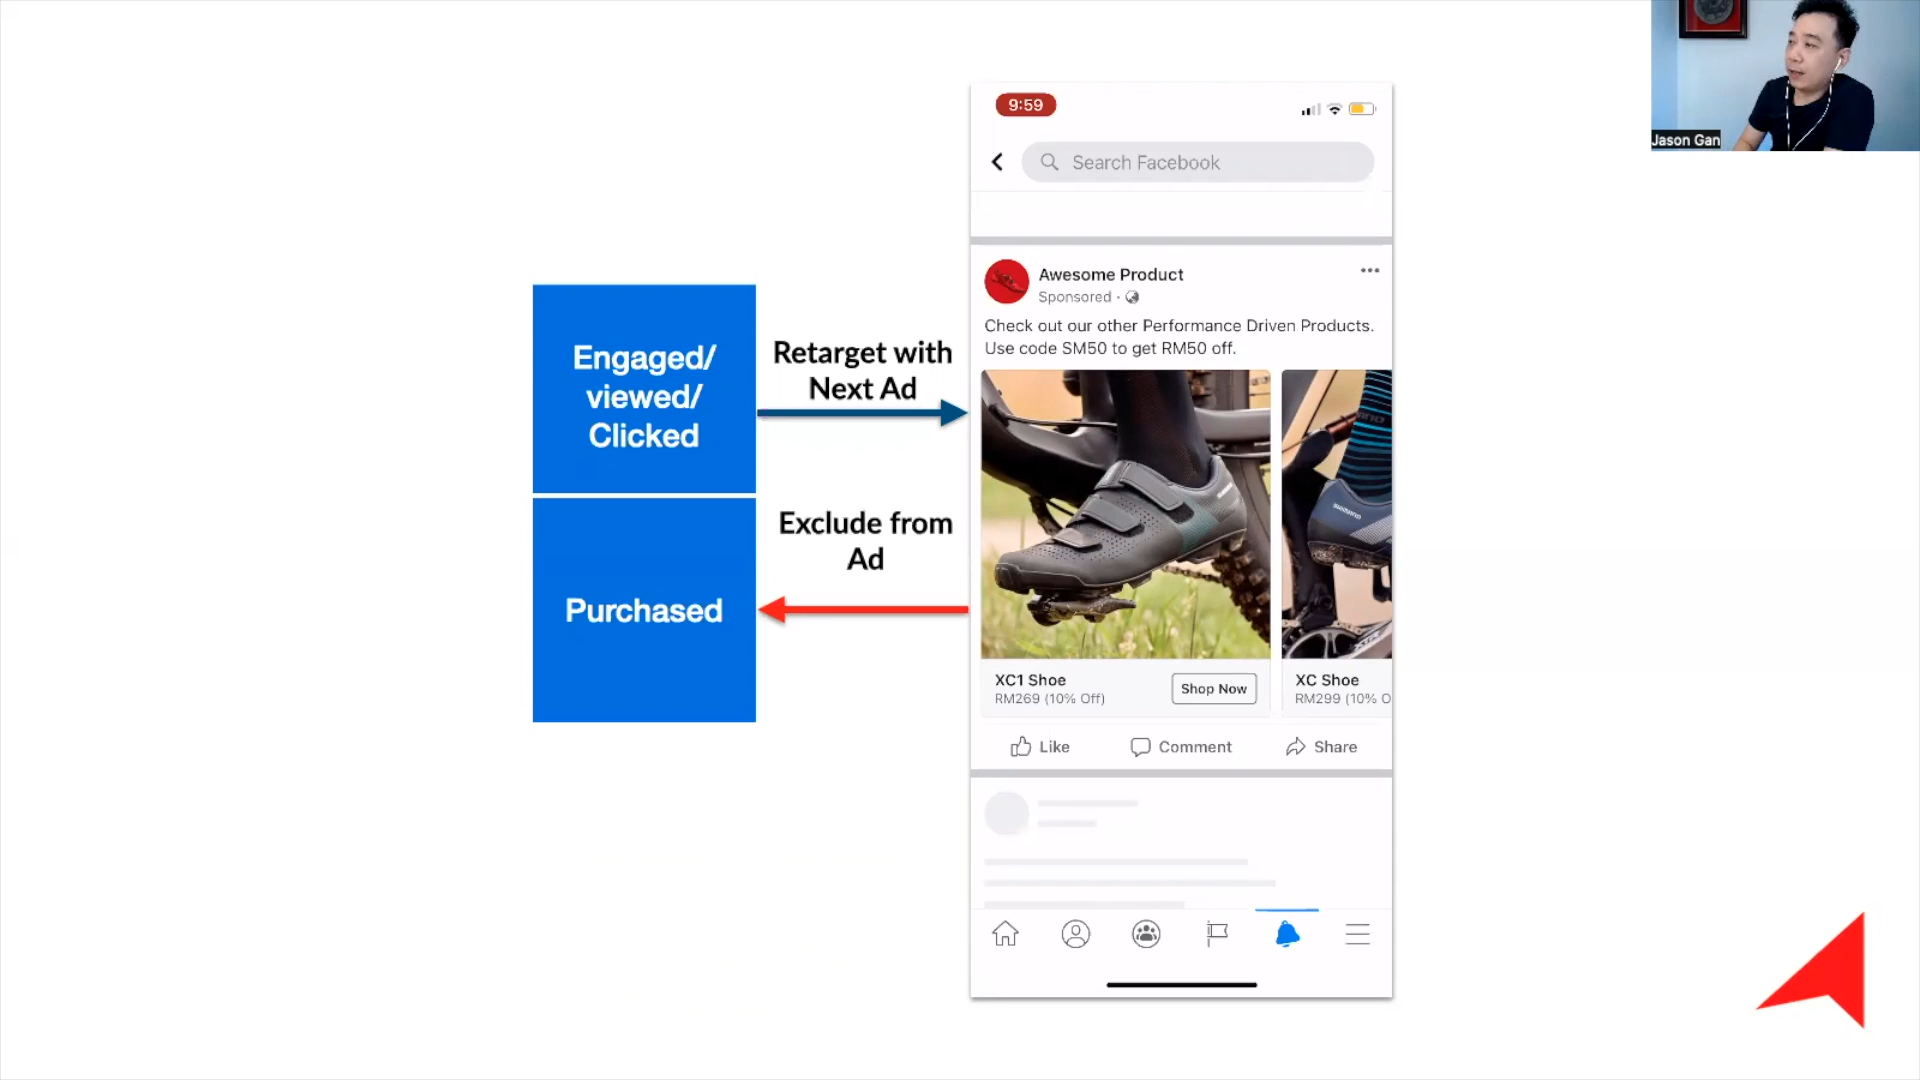 Jason Gan
9:59
Search Facebook
Awesome Product
Sponsored ·
Check out our other Performance Driven Products.
Use code SM50 to get RM50 off.
Engaged/
viewed/
Clicked
Retarget with
Next Ad
Exclude from
Ad
Purchased
SHIMANO
XC1 Shoe
RM269 (10% Off)
Shop Now
XC Shoe
RM299 (10% O
Like
Comment
Share